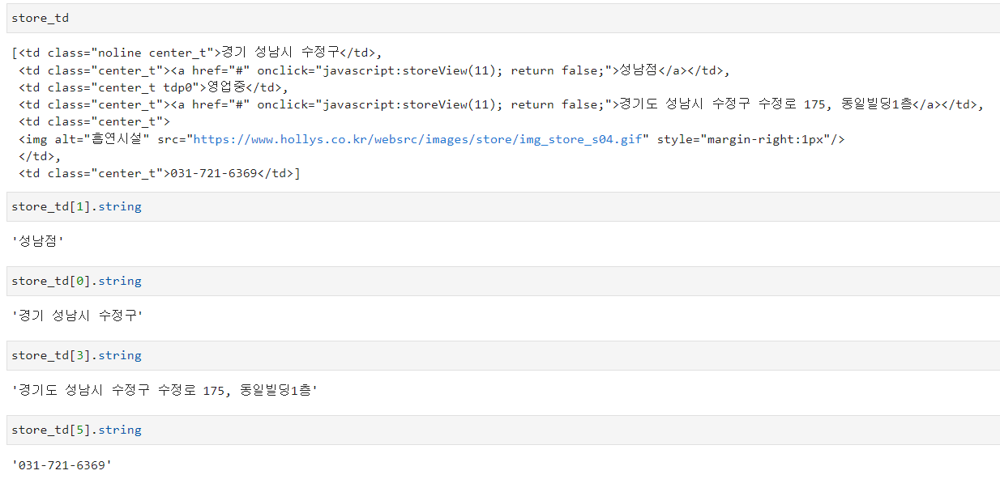 store_td
[<td class="noline center_t">경기 성남시 수정구</td>,
<td class="center_t"><a href="#" onclick="javascript:storeView(11); return false;">성남점</a></td>,
<td class="center_t tdp0">영업중</td>,
<td class="center_t"><a href="#" onclick="javascript:storeView(11); return false;">경기도 성남시 수정구 수정로 175, 동일빌딩1층</a></td>,
<td class="center_t">
<img alt="흡연시설" src="https://www.hollys.co.kr/websrc/images/store/img_store_s04.gif" style="margin-right:1px"/>
</td>,
<td class="center_t">031-721-6369</td>]
store_td[1].string
'성남점'
store_td[0].string
'경기 성남시 수정구'
store_td[3].string
'경기도 성남시 수정구 수정로 175, 동일빌딩1층'
store_td[5].string
'031-721-6369'